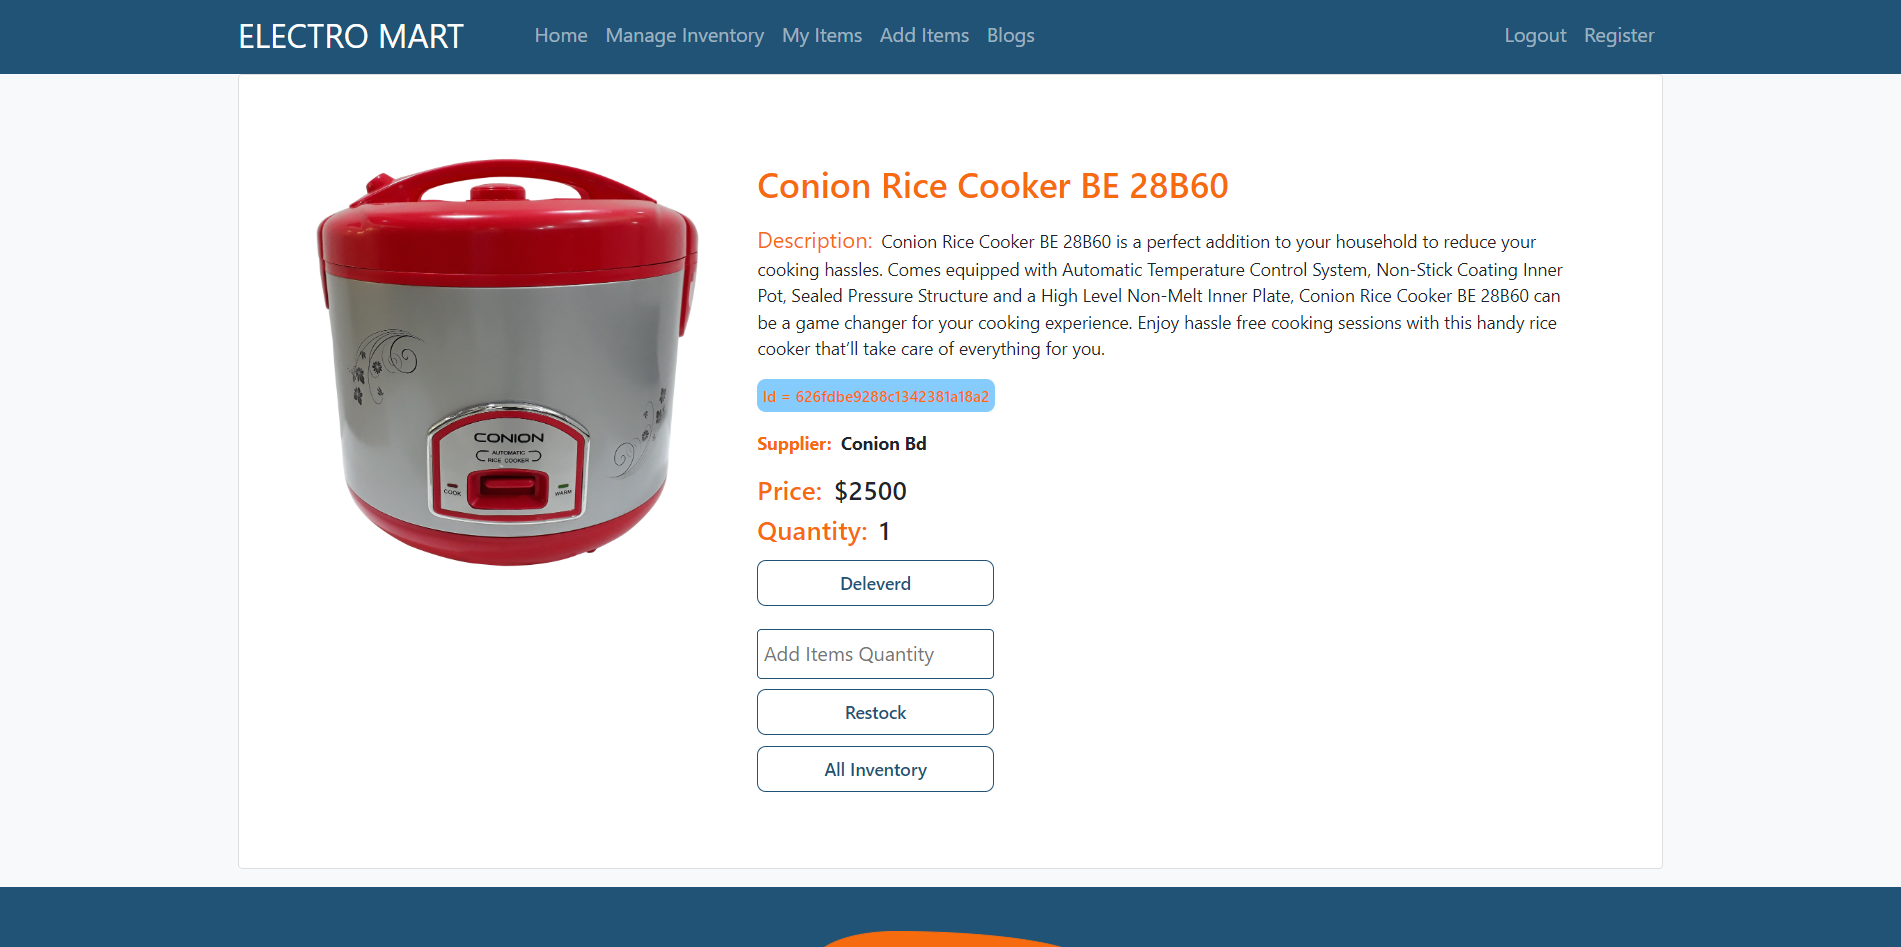 ELECTRO MART
Home
Manage Inventory
My Items
Add Items
Blogs
Logout
Register
CONION
AUTOMATIC
RICE COOKER
COOK
WARM
Conion Rice Cooker BE 28B60
Description: Conion Rice Cooker BE 28B60 is a perfect addition to your household to reduce your
cooking hassles. Comes equipped with Automatic Temperature Control System, Non-Stick Coating Inner
Pot, Sealed Pressure Structure and a High Level Non-Melt Inner Plate, Conion Rice Cooker BE 28B60 can
be a game changer for your cooking experience. Enjoy hassle free cooking sessions with this handy rice
cooker that’ll take care of everything for you.
Id = 626fdbe9288c1342381a18a2
Supplier: Conion Bd
Price: $2500
Quantity: 1
Deleverd
Add Items Quantity
Restock
All Inventory